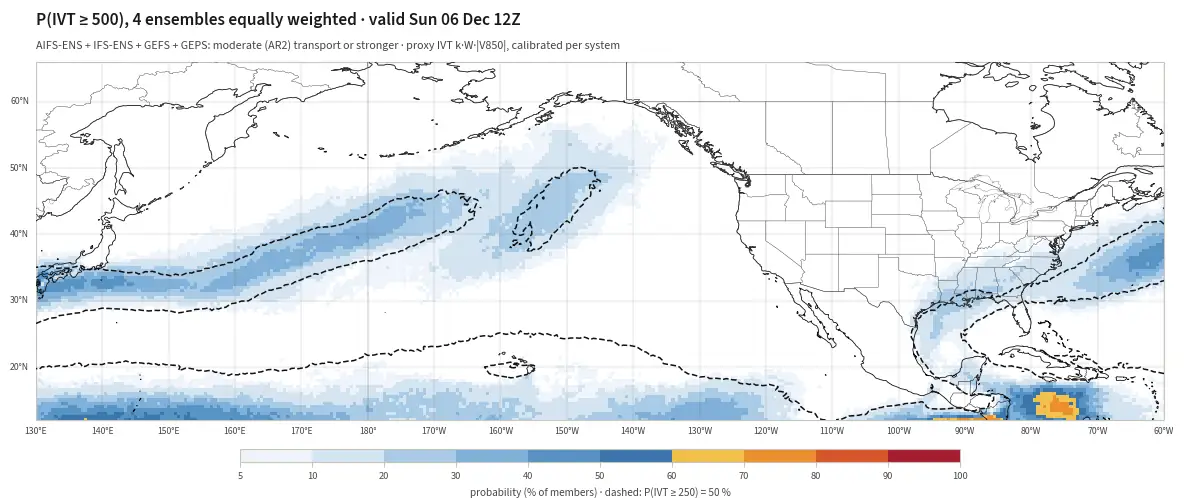 P(IVT ≥ 500), 4 ensembles equally weighted · valid Sun 06 Dec 12Z
AIFS-ENS + IFS-ENS + GEFS + GEPS: moderate (AR2) transport or stronger · proxy IVT k·W·|V850|, calibrated per system
60°N
50°N
40°N
30°N
20°N
130°E 140°E 150°E 160°E 170°E 180° 170°W 160°W 150°W 140°W 130°W 120°W 110°W 100°W 90°W 80°W 70°W 60°W
5 10 20 30 40 50 60 70 80 90 100
probability (% of members) · dashed: P(IVT ≥ 250) = 50 %